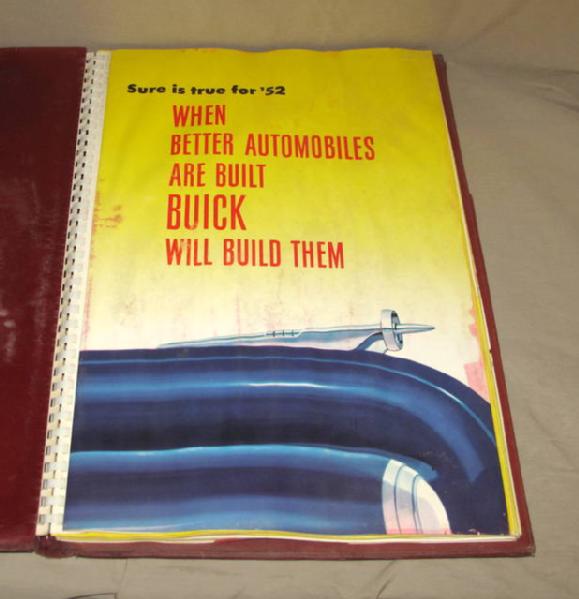 Sure is true for '52
WHEN
BETTER AUTOMOBILES
ARE BUILT
BUICK
WILL BUILD THEM